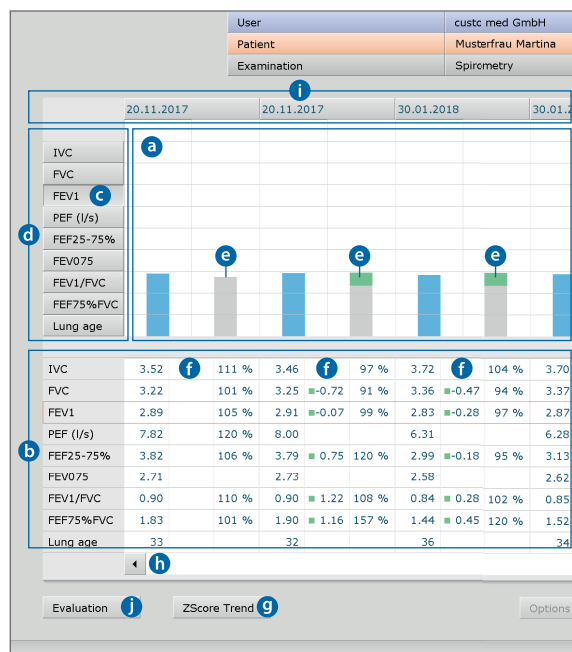 User custo med GmbH
Patient Musterfrau Martina
Examination Spirometry
i
20.11.2017 20.11.2017 30.01.2018 30.01.2
a
IVC
FVC
FEV1 c
PEF (l/s)
d
FEF25-75%
FEV075 e e e
FEV1/FVC
FEF75%FVC
Lung age
IVC 3.52 f 111 % 3.46 f 97 % 3.72 f 104 % 3.70
FVC 3.22 101 % 3.25 -0.72 91 % 3.36 -0.47 94 % 3.37
FEV1 2.89 105 % 2.91 -0.07 99 % 2.83 -0.28 97 % 2.87
PEF (l/s) 7.82 120 % 8.00 6.31 6.28
b FEF25-75% 3.82 106 % 3.79 0.75 120 % 2.99 -0.18 95 % 3.13
FEV075 2.71 2.73 2.58 2.62
FEV1/FVC 0.90 110 % 0.90 1.22 108 % 0.84 0.28 102 % 0.85
FEF75%FVC 1.83 101 % 1.90 1.16 157 % 1.44 0.45 120 % 1.52
Lung age 33 32 36 34
h
Evaluation j ZScore Trend g Options